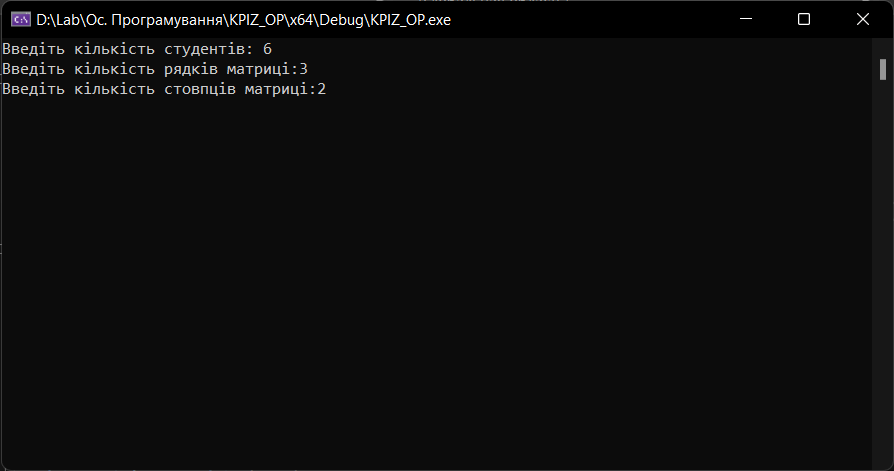 D:\Lab\Ос. Програмування\KPIZ_OP\x64\Debug\KPIZ_OP.exe
Введіть кількість студентів: 6
Введіть кількість рядків матриці:3
Введіть кількість стовпців матриці:2